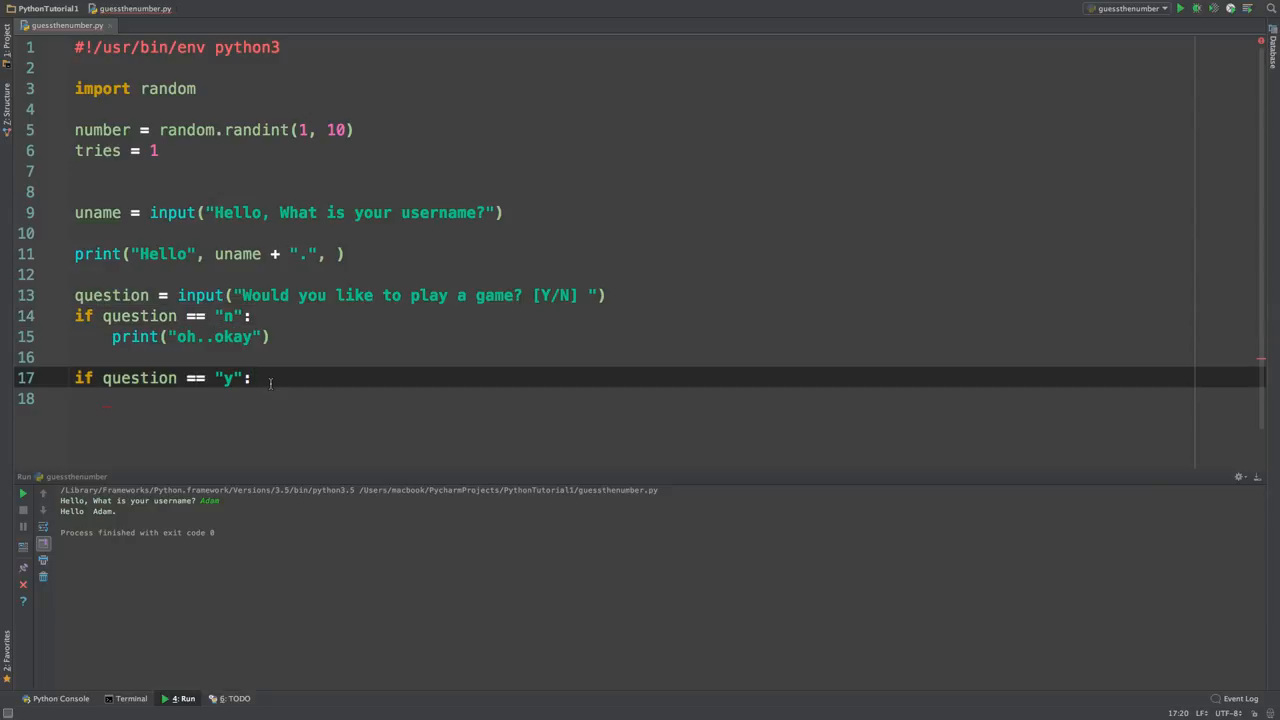 PythonTutorial1 guessthenumber.py guessthenumber
guessthenumber.py
1: Project
Z: Structure
2: Favorites
Database
1 #!/usr/bin/env python3
2
3 import random
4
5 number = random.randint(1, 10)
6 tries = 1
7
8
9 uname = input("Hello, What is your username?")
10
11 print("Hello", uname + ".", )
12
13 question = input("Would you like to play a game? [Y/N] ")
14 if question == "n":
15     print("oh..okay")
16
17 if question == "y":
18
Run guessthenumber
/Library/Frameworks/Python.framework/Versions/3.5/bin/python3.5 /Users/macbook/PycharmProjects/PythonTutorial1/guessthenumber.py
Hello, What is your username? Adam
Hello  Adam.
Process finished with exit code 0
Python Console Terminal 4: Run 6: TODO Event Log
17:20 LF÷ UTF-8÷